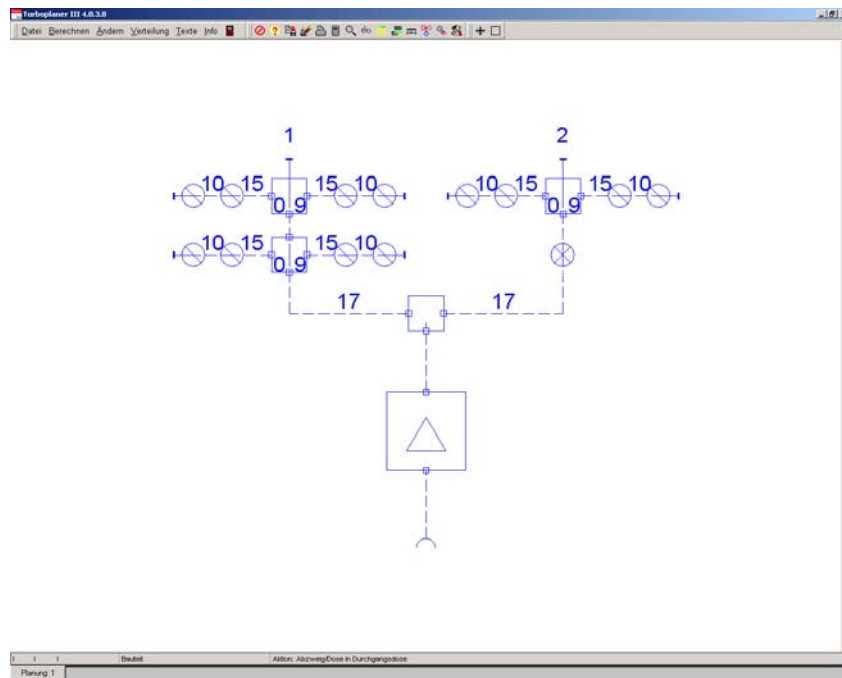 Turboplaner III 4.0.3.8
Datei Berechnen Ändern Verteilung Texte Info
1 2
10 15 15 10 10 15 15 10
0 9 0 9
10 15 15 10
0 9
17 17
Bauteil Aktion: Abzweig/Dose in Durchgangsdose
Planung: 1